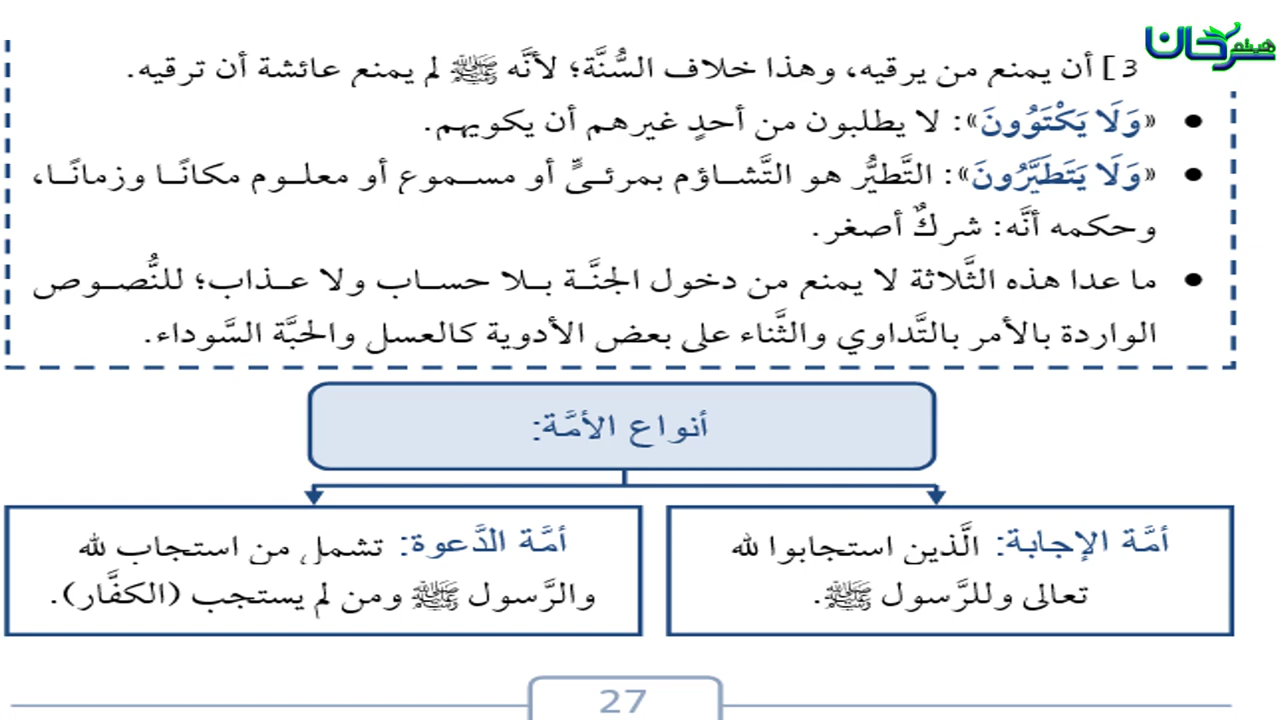 هيثم سرحان
3] أن يمنع من يرقيه، وهذا خلاف السُّنَّة؛ لأنَّه ﷺ لم يمنع عائشة أن ترقيه.
• «وَلَا يَكْتَوُونَ»: لا يطلبون من أحدٍ غيرهم أن يكويهم.
• «وَلَا يَتَطَيَّرُونَ»: التَّطيُّر هو التَّشاؤم بمرئيٍّ أو مسموع أو معلوم مكانًا وزمانًا،
وحكمه أنَّه: شركٌ أصغر.
• ما عدا هذه الثَّلاثة لا يمنع من دخول الجنَّة بلا حساب ولا عذاب؛ للنُّصوص
الواردة بالأمر بالتَّداوي والثَّناء على بعض الأدوية كالعسل والحبَّة السَّوداء.
أنواع الأمَّة:
أمَّة الإجابة: الَّذين استجابوا لله
تعالى وللرَّسول ﷺ.
أمَّة الدَّعوة: تشمل من استجاب لله
والرَّسول ﷺ ومن لم يستجب (الكفَّار).
27